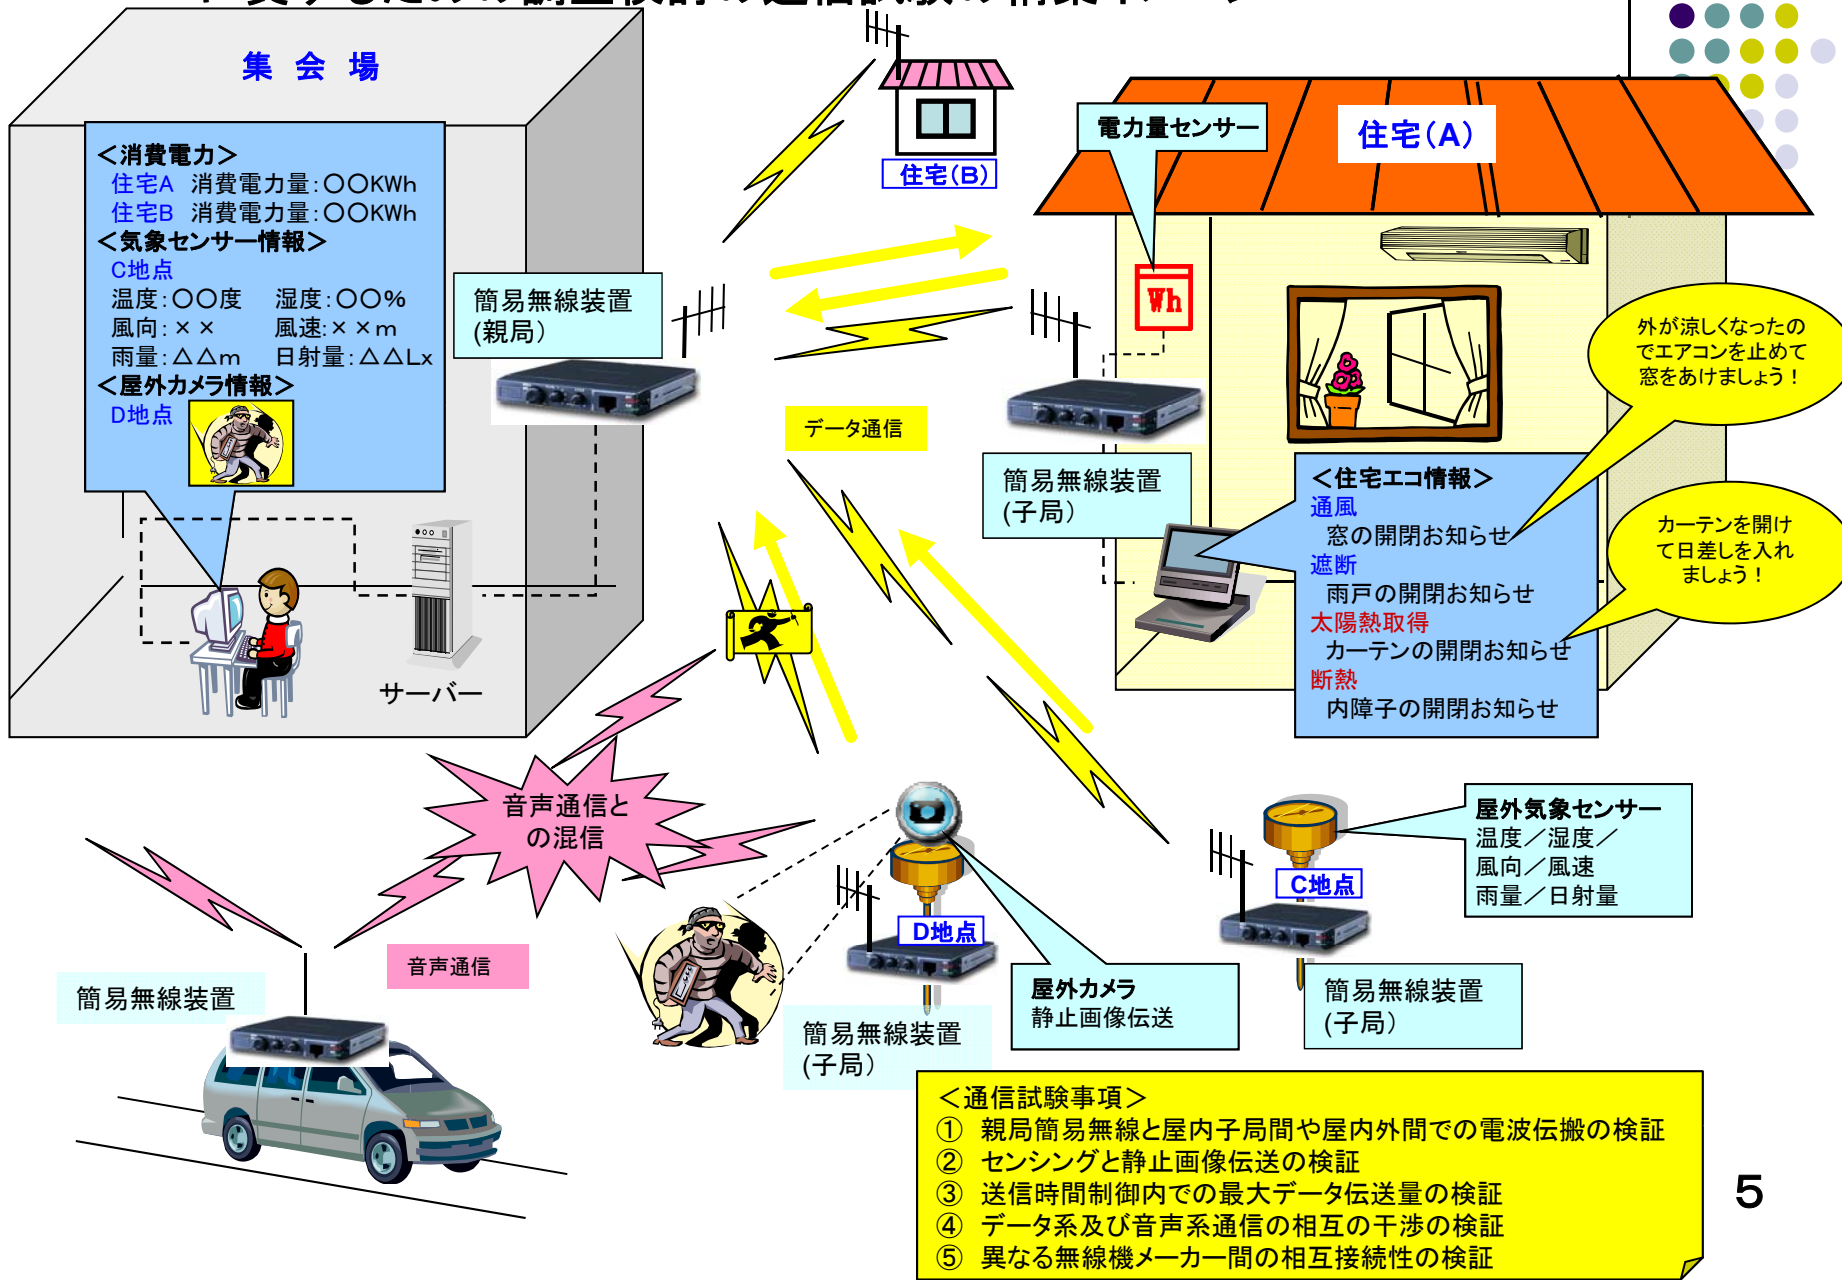 集 会 場
＜消費電力＞
住宅A 消費電力量：〇〇KWh
住宅B 消費電力量：〇〇KWh
＜気象センサー情報＞
C地点
温度：〇〇度 湿度：〇〇％
風向：×× 風速：××m
雨量：△△m 日射量：△△Lx
＜屋外カメラ情報＞
D地点
簡易無線装置
(親局）
サーバー
住宅（B）
電力量センサー
住宅（A）
Wh
外が涼しくなったの
でエアコンを止めて
窓をあけましょう！
データ通信
簡易無線装置
(子局）
＜住宅エコ情報＞
通風
窓の開閉お知らせ
遮断
雨戸の開閉お知らせ
太陽熱取得
カーテンの開閉お知らせ
断熱
内障子の開閉お知らせ
カーテンを開け
て日差しを入れ
ましょう！
音声通信と
の混信
音声通信
簡易無線装置
D地点
簡易無線装置
(子局）
屋外カメラ
静止画像伝送
C地点
屋外気象センサー
温度／湿度／
風向／風速
雨量／日射量
簡易無線装置
(子局）
＜通信試験事項＞
① 親局簡易無線と屋内子局間や屋内外間での電波伝搬の検証
② センシングと静止画像伝送の検証
③ 送信時間制御内での最大データ伝送量の検証
④ データ系及び音声系通信の相互の干渉の検証
⑤ 異なる無線機メーカー間の相互接続性の検証
5